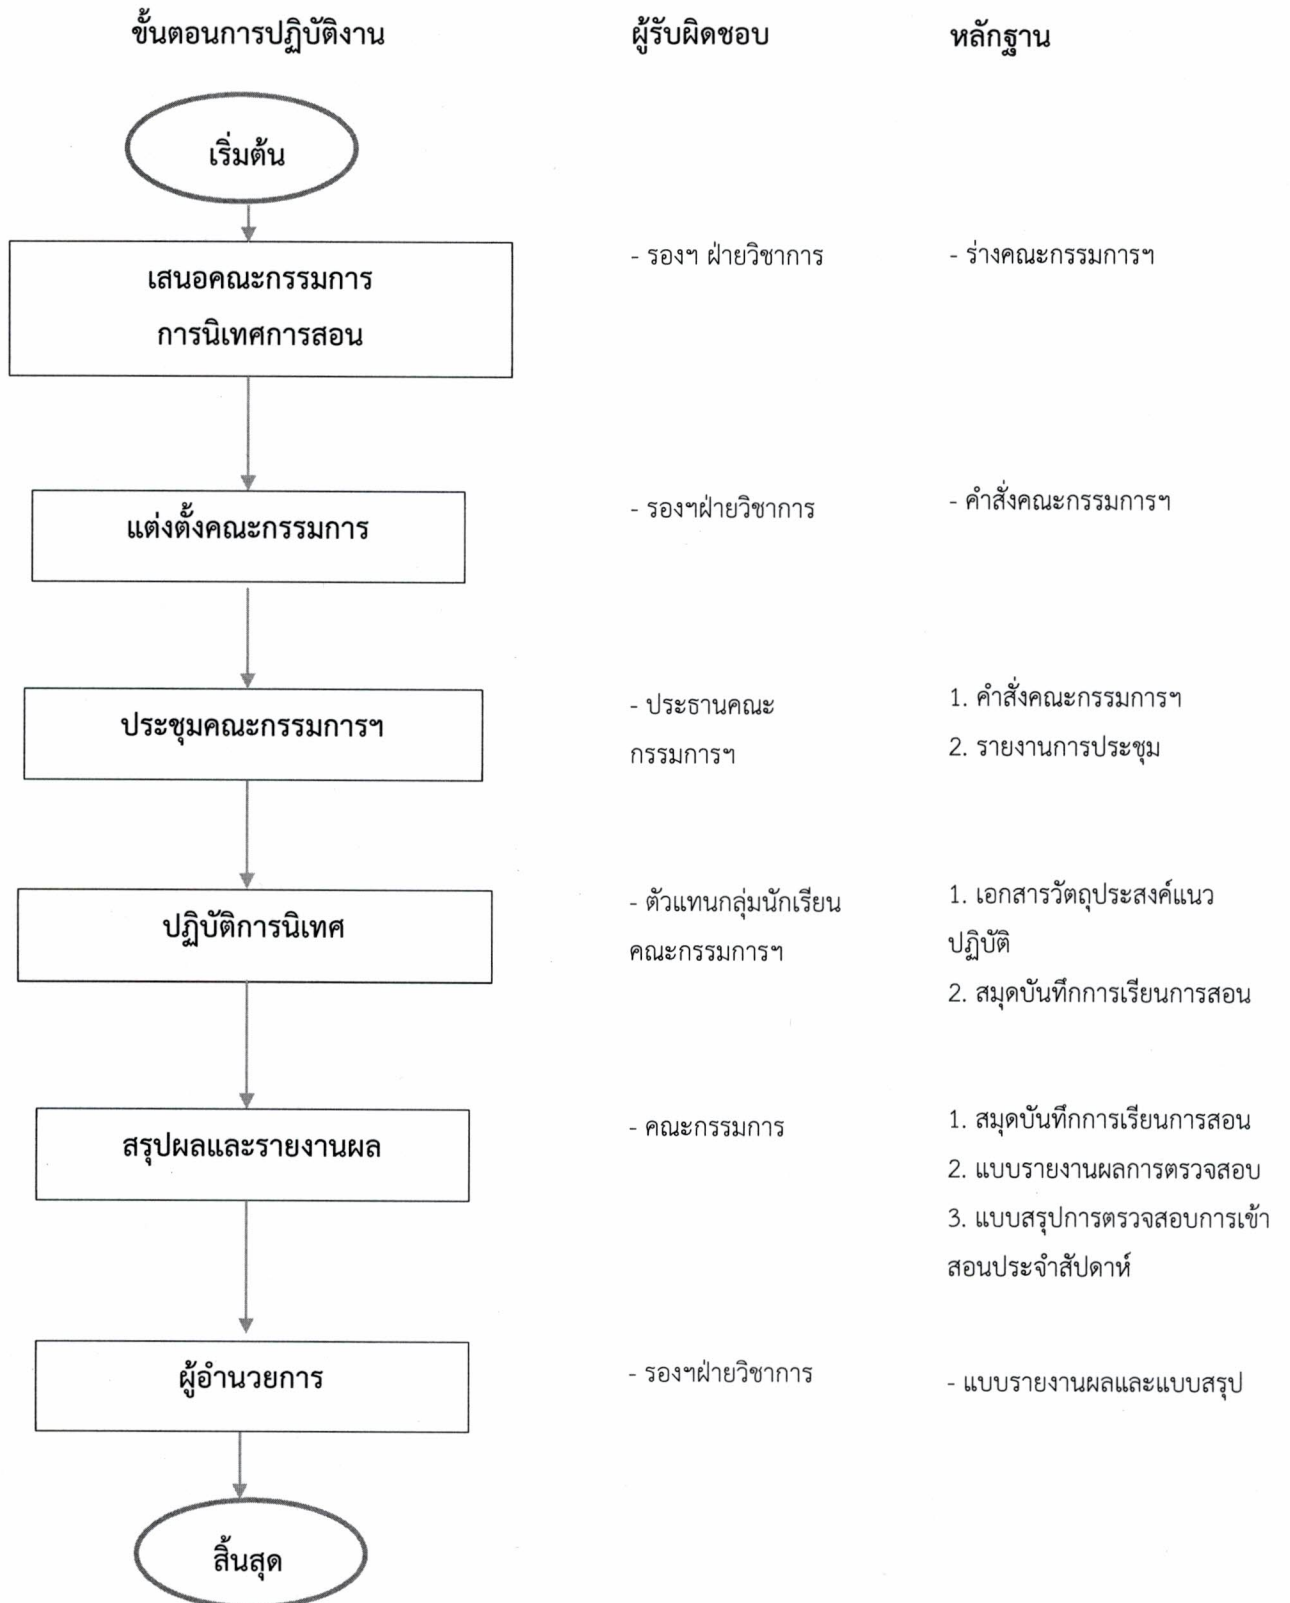 ขั้นตอนการปฏิบัติงาน ผู้รับผิดชอบ หลักฐาน
เริ่มต้น
เสนอคณะกรรมการ
การนิเทศการสอน
- รองฯ ฝ่ายวิชาการ
- ร่างคณะกรรมการฯ
แต่งตั้งคณะกรรมการ
- รองฯฝ่ายวิชาการ
- คำสั่งคณะกรรมการฯ
ประชุมคณะกรรมการฯ
- ประธานคณะ
กรรมการฯ
1. คำสั่งคณะกรรมการฯ
2. รายงานการประชุม
ปฏิบัติการนิเทศ
- ตัวแทนกลุ่มนักเรียน
คณะกรรมการฯ
1. เอกสารวัตถุประสงค์แนว
ปฏิบัติ
2. สมุดบันทึกการเรียนการสอน
สรุปผลและรายงานผล
- คณะกรรมการ
1. สมุดบันทึกการเรียนการสอน
2. แบบรายงานผลการตรวจสอบ
3. แบบสรุปการตรวจสอบการเข้า
สอนประจำสัปดาห์
ผู้อำนวยการ
- รองฯฝ่ายวิชาการ
- แบบรายงานผลและแบบสรุป
สิ้นสุด